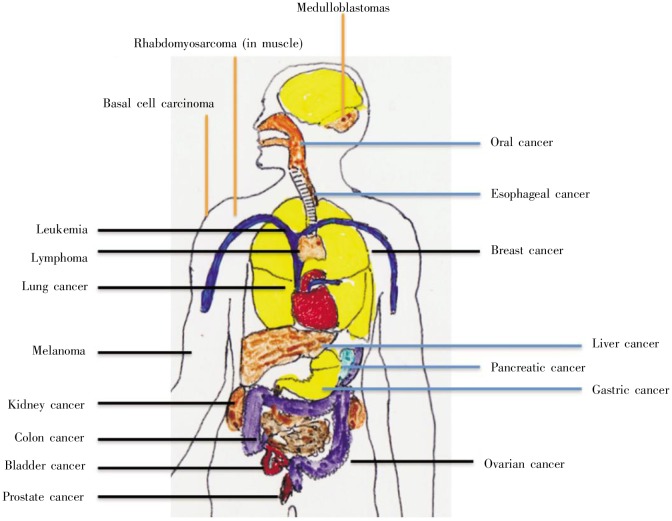 Medulloblastomas
Rhabdomyosarcoma (in muscle)
Basal cell carcinoma
Oral cancer
Esophageal cancer
Leukemia
Lymphoma
Breast cancer
Lung cancer
Melanoma
Liver cancer
Pancreatic cancer
Gastric cancer
Kidney cancer
Colon cancer
Bladder cancer
Ovarian cancer
Prostate cancer